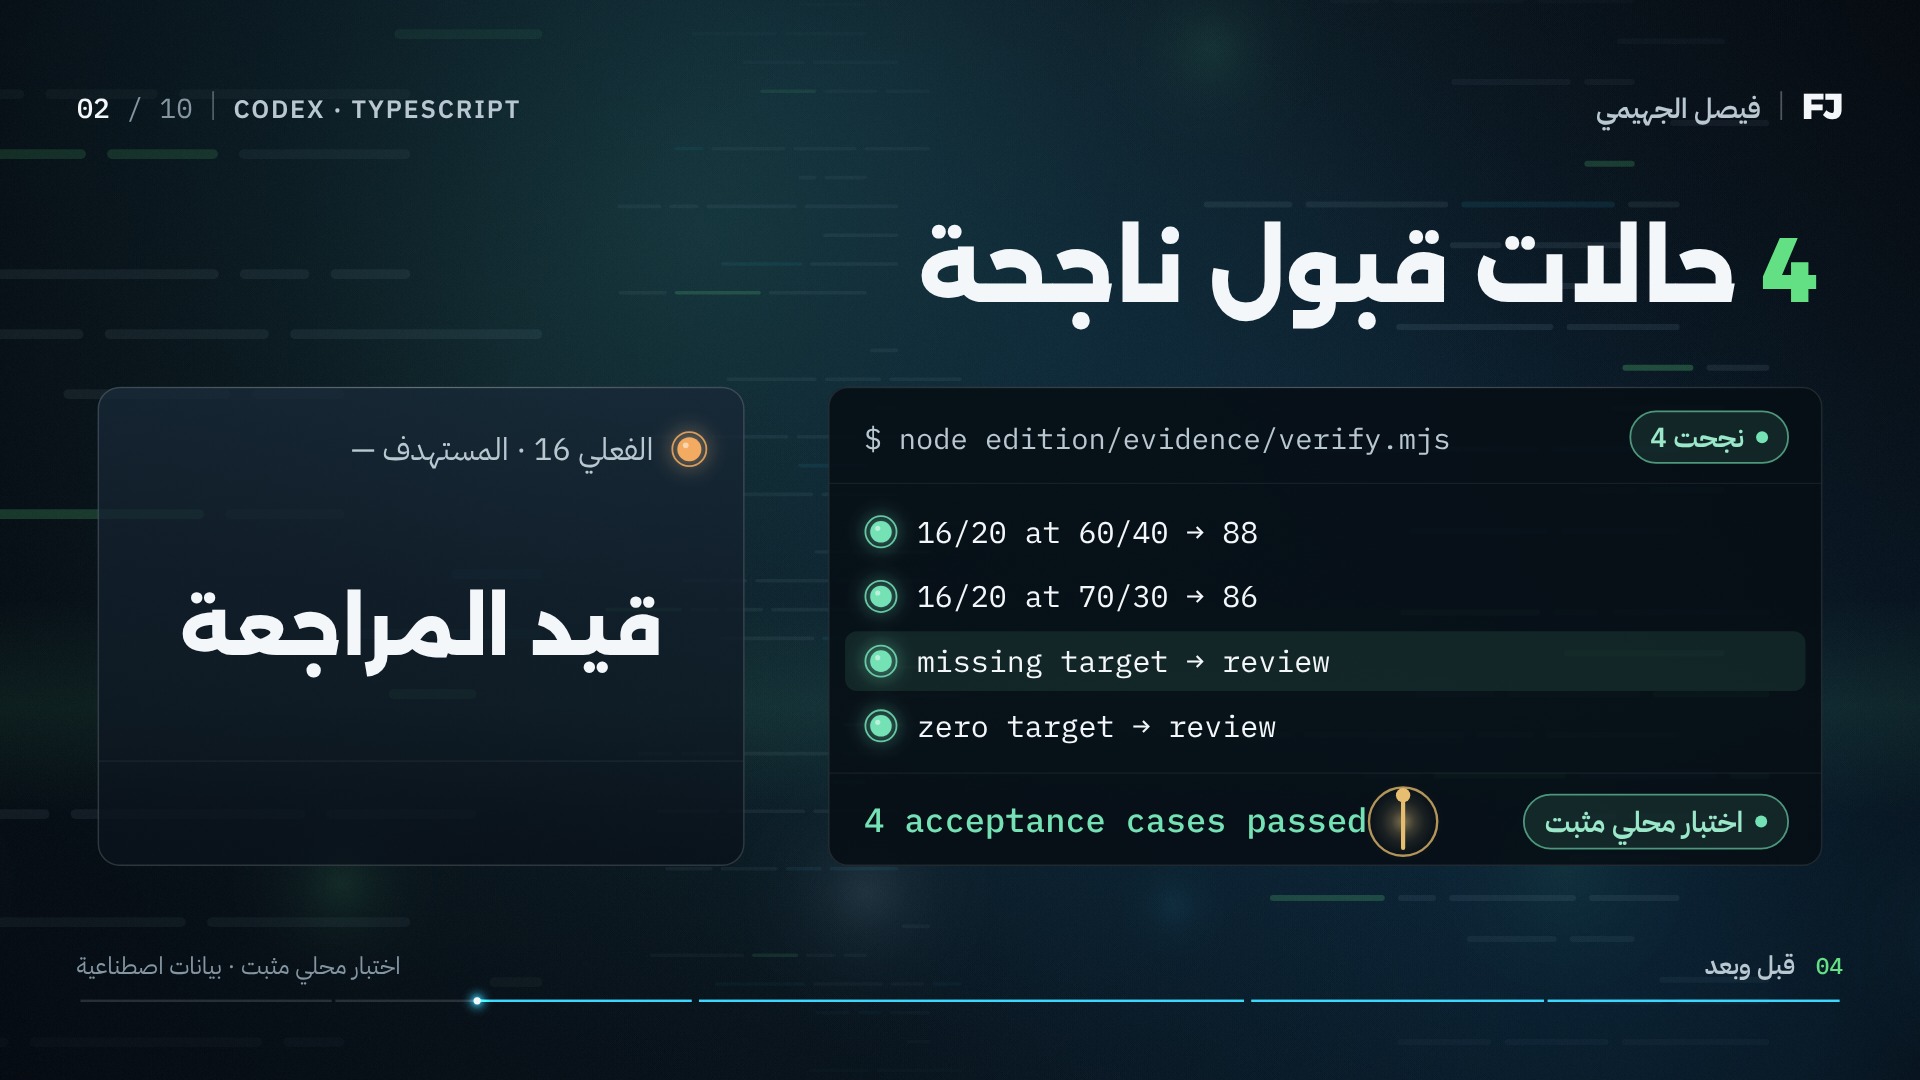 02 / 10 | CODEX · TYPESCRIPT
فيصل الجهيمي | FJ
4 حالات قبول ناجحة
$ node edition/evidence/verify.mjs
نجحت 4
16/20 at 60/40 → 88
16/20 at 70/30 → 86
missing target → review
zero target → review
4 acceptance cases passed
اختبار محلي مثبت
الفعلي 16 · المستهدف —
قيد المراجعة
04 قبل وبعد
اختبار محلي مثبت · بيانات اصطناعية